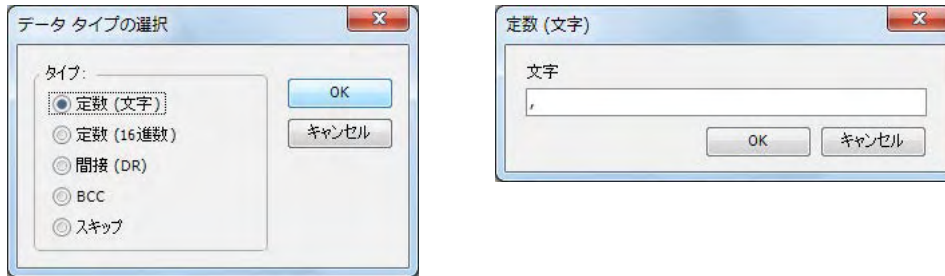 データ タイプの選択
タイプ:
定数 (文字)
定数 (16進数)
間接 (DR)
BCC
スキップ
OK
キャンセル
定数 (文字)
文字
,
OK
キャンセル